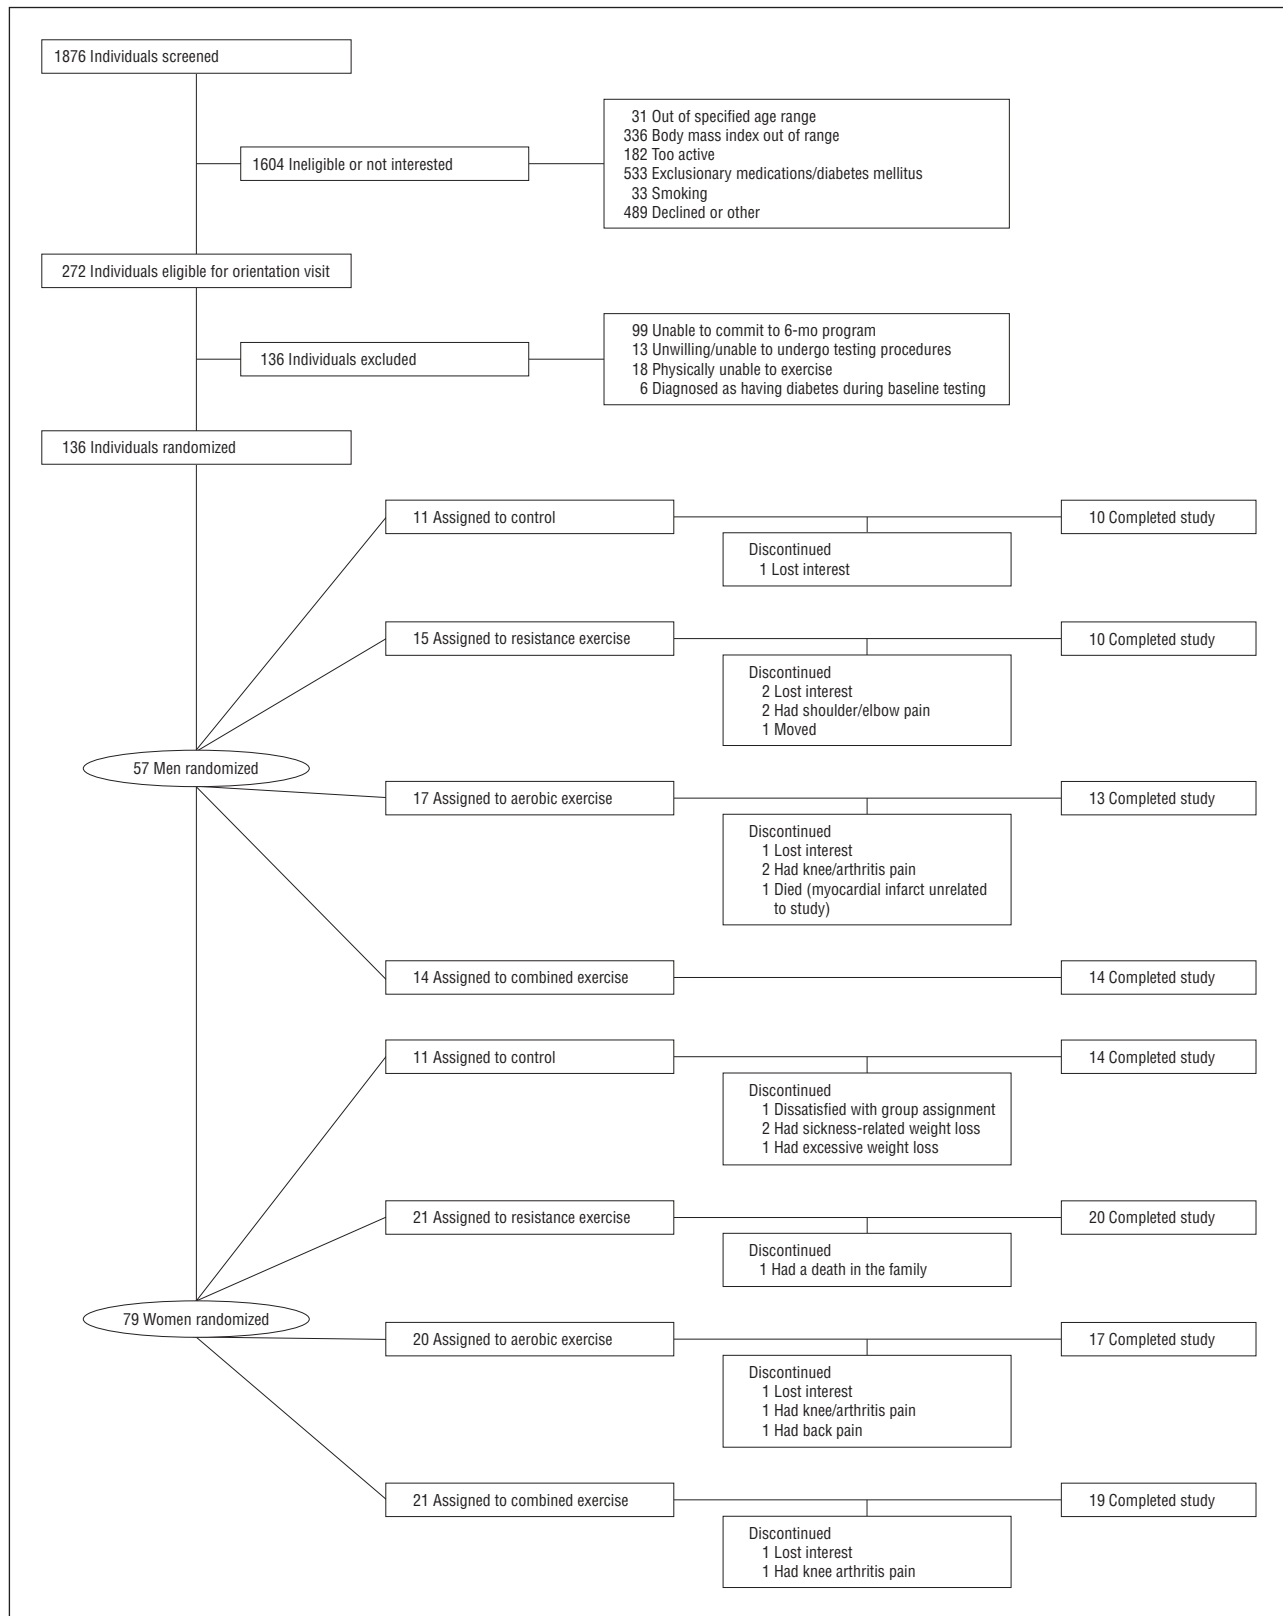 1876 Individuals screened
31 Out of specified age range
336 Body mass index out of range
182 Too active
533 Exclusionary medications/diabetes mellitus
33 Smoking
489 Declined or other
1604 Ineligible or not interested
272 Individuals eligible for orientation visit
99 Unable to commit to 6-mo program
13 Unwilling/unable to undergo testing procedures
18 Physically unable to exercise
6 Diagnosed as having diabetes during baseline testing
136 Individuals excluded
136 Individuals randomized
11 Assigned to control
10 Completed study
Discontinued
1 Lost interest
15 Assigned to resistance exercise
10 Completed study
Discontinued
2 Lost interest
2 Had shoulder/elbow pain
1 Moved
57 Men randomized
17 Assigned to aerobic exercise
13 Completed study
Discontinued
1 Lost interest
2 Had knee/arthritis pain
1 Died (myocardial infarct unrelated
to study)
14 Assigned to combined exercise
14 Completed study
11 Assigned to control
14 Completed study
Discontinued
1 Dissatisfied with group assignment
2 Had sickness-related weight loss
1 Had excessive weight loss
21 Assigned to resistance exercise
20 Completed study
Discontinued
1 Had a death in the family
79 Women randomized
20 Assigned to aerobic exercise
17 Completed study
Discontinued
1 Lost interest
1 Had knee/arthritis pain
1 Had back pain
21 Assigned to combined exercise
19 Completed study
Discontinued
1 Lost interest
1 Had knee arthritis pain